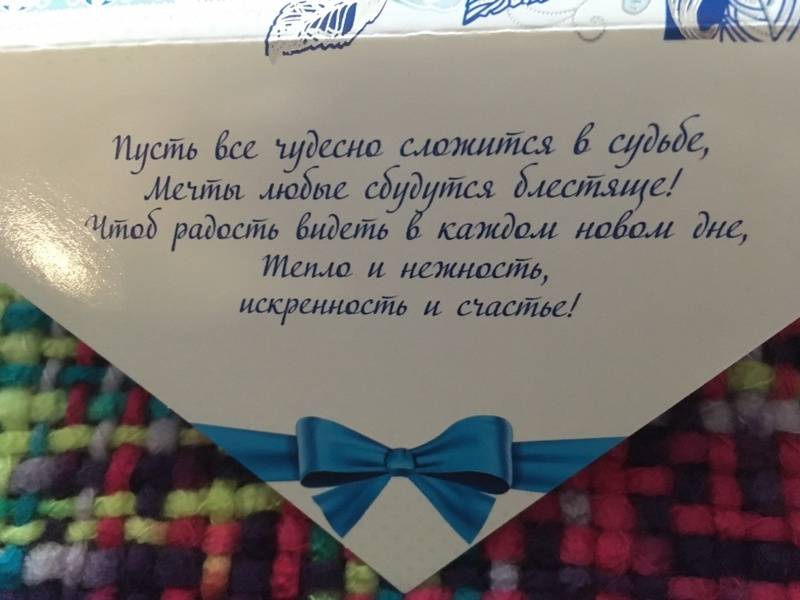 Пусть все чудесно сложится в судьбе,
Мечты любые сбудутся блестяще!
Чтоб радость видеть в каждом новом дне,
Тепло и нежность,
искренность и счастье!